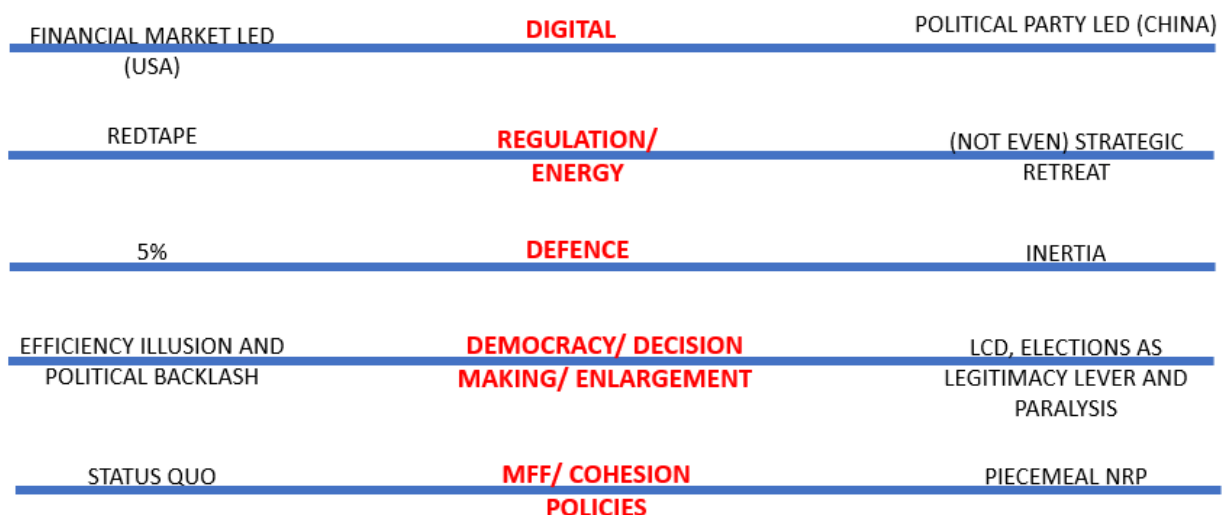 FINANCIAL MARKET LED
(USA)
DIGITAL
POLITICAL PARTY LED (CHINA)
REDTAPE
REGULATION/
ENERGY
(NOT EVEN) STRATEGIC
RETREAT
5%
DEFENCE
INERTIA
EFFICIENCY ILLUSION AND
POLITICAL BACKLASH
DEMOCRACY/ DECISION
MAKING/ ENLARGEMENT
LCD, ELECTIONS AS
LEGITIMACY LEVER AND
PARALYSIS
STATUS QUO
MFF/ COHESION
POLICIES
PIECEMEAL NRP